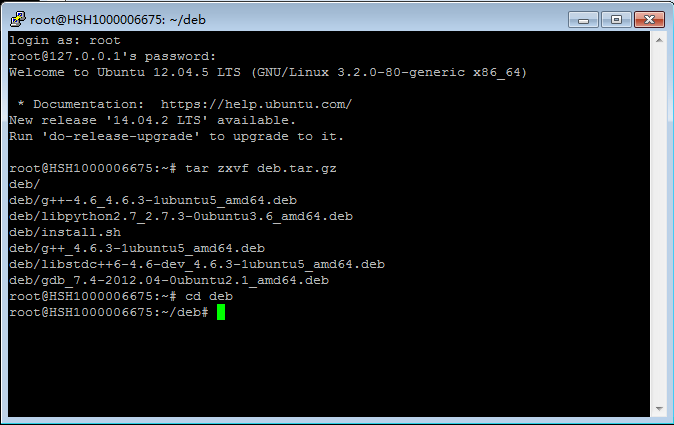 root@HSH1000006675: ~/deb
login as: root
root@127.0.0.1's password:
Welcome to Ubuntu 12.04.5 LTS (GNU/Linux 3.2.0-80-generic x86_64)
 * Documentation:  https://help.ubuntu.com/
New release '14.04.2 LTS' available.
Run 'do-release-upgrade' to upgrade to it.
root@HSH1000006675:~# tar zxvf deb.tar.gz
deb/
deb/g++-4.6_4.6.3-1ubuntu5_amd64.deb
deb/libpython2.7_2.7.3-0ubuntu3.6_amd64.deb
deb/install.sh
deb/g++_4.6.3-1ubuntu5_amd64.deb
deb/libstdc++6-4.6-dev_4.6.3-1ubuntu5_amd64.deb
deb/gdb_7.4-2012.04-0ubuntu2.1_amd64.deb
root@HSH1000006675:~# cd deb
root@HSH1000006675:~/deb#